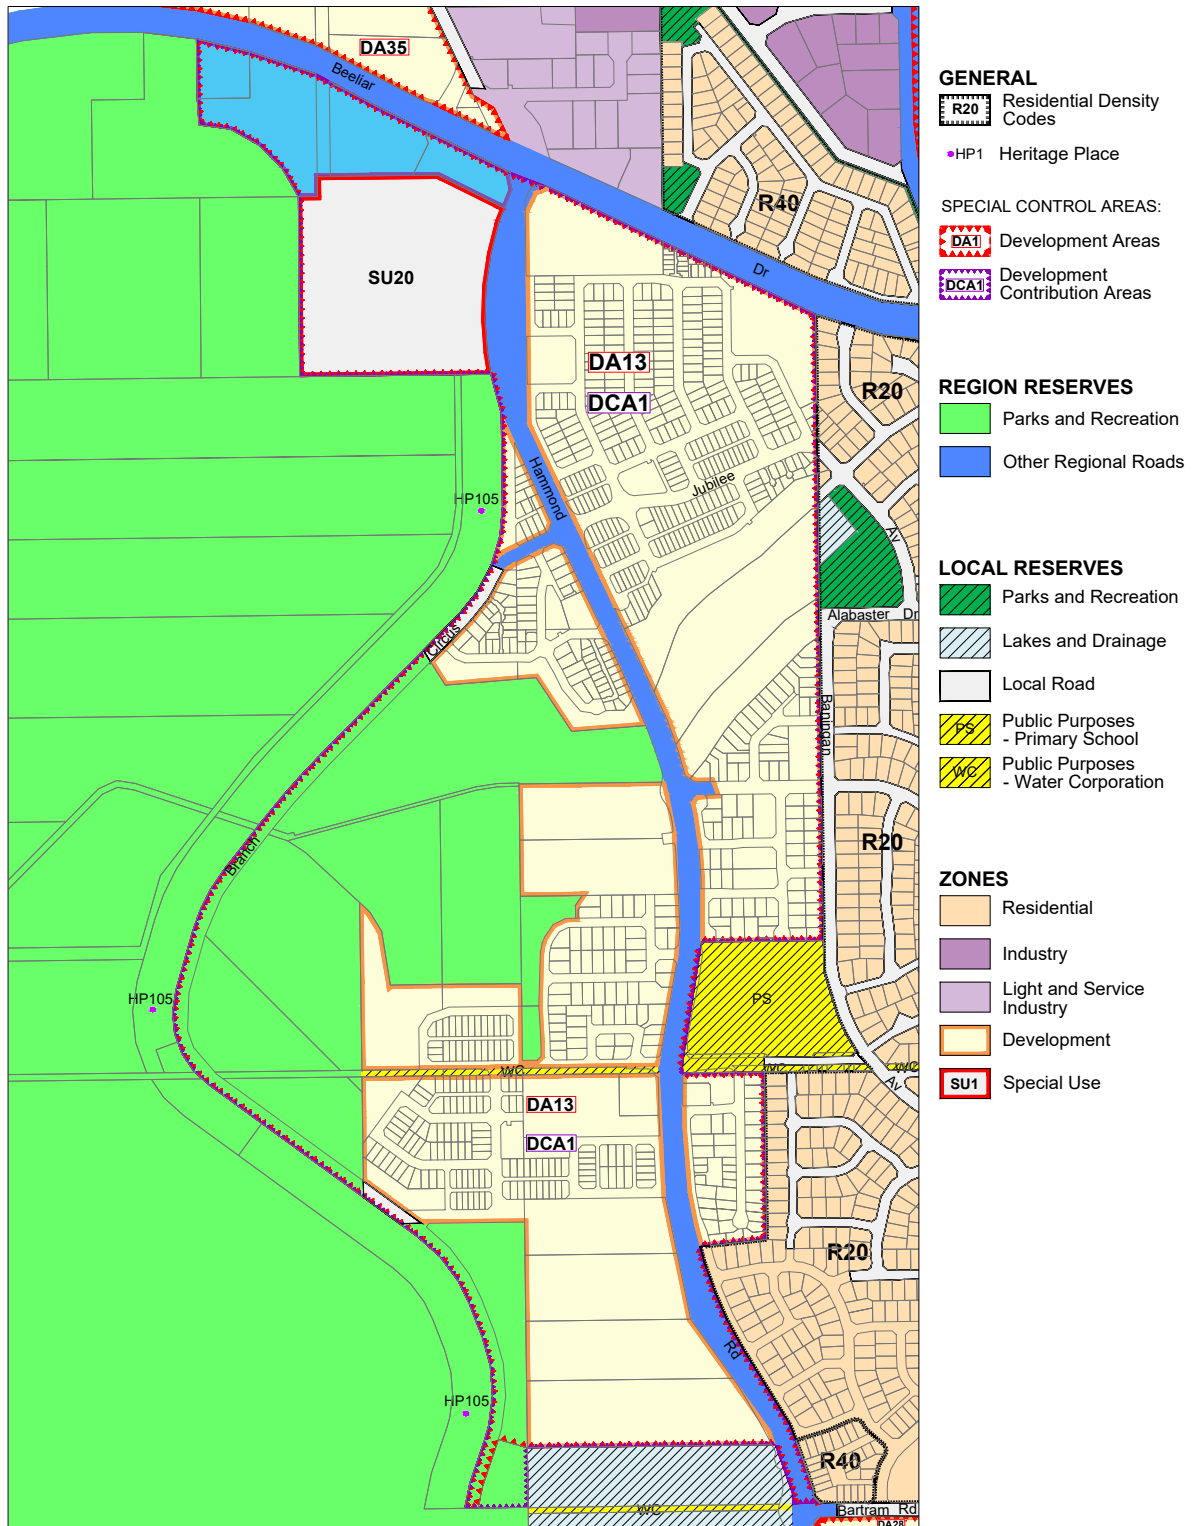 DA35
Beeliar
R40
SU20
Dr
DA13
DCA1
R20
Hammond
Jubilee
HP105
Av
Alabaster Dr
Circus
Baningan
Branch
R20
HP105
PS
WC
WC
WC
Av
DA13
DCA1
R20
Rd
HP105
R40
WC
Bartram Rd
DA28
GENERAL
R20
Residential Density
Codes
HP1
Heritage Place
SPECIAL CONTROL AREAS:
DA1
Development Areas
DCA1
Development
Contribution Areas
REGION RESERVES
Parks and Recreation
Other Regional Roads
LOCAL RESERVES
Parks and Recreation
Lakes and Drainage
Local Road
PS
Public Purposes
- Primary School
WC
Public Purposes
- Water Corporation
ZONES
Residential
Industry
Light and Service
Industry
Development
SU1
Special Use